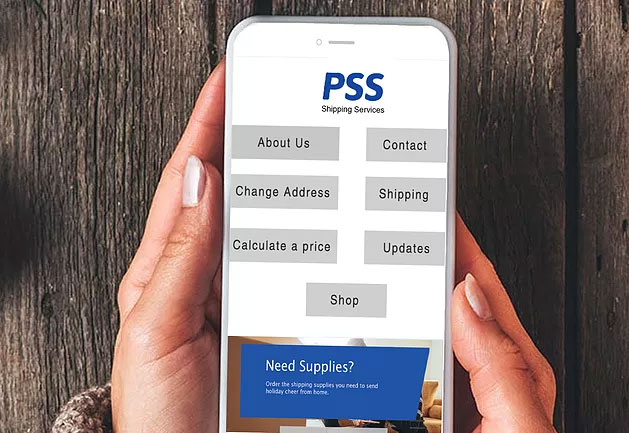 PSS
Shipping Services
About Us
Contact
Change Address
Shipping
Calculate a price
Updates
Shop
Need Supplies?
Order the shipping supplies you need to send
holiday cheer from home.